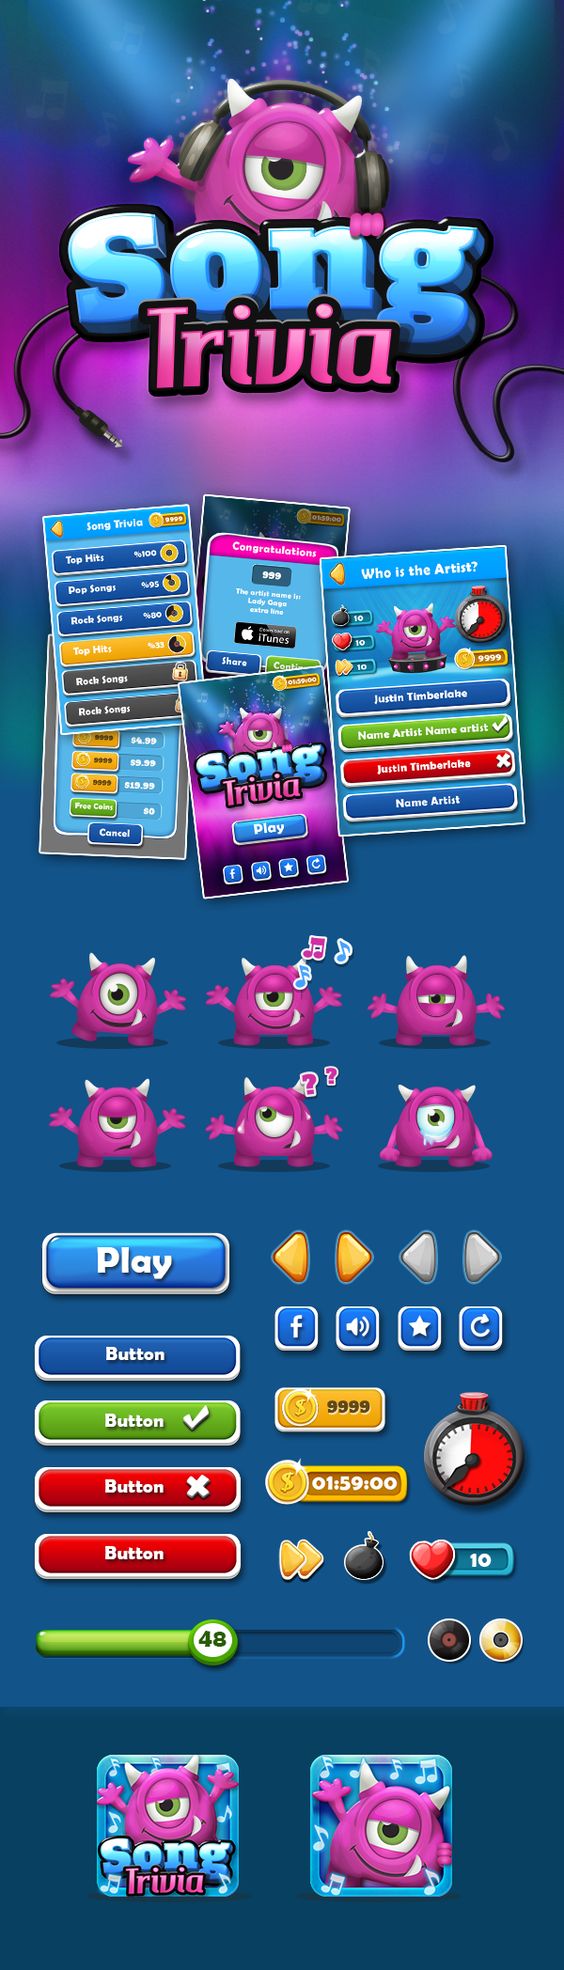 Song
Trivia
Song Trivia
9999
Top Hits %100
Pop Songs %95
Rock Songs %80
Top Hits %33
Rock Songs
Rock Songs
01:59:00
Congratulations
999
The artist name is:
Lady Gaga
extra line
Download on
iTunes
Share
Contin
Who is the Artist?
10
10
10
9999
Justin Timberlake
Name Artist Name artist
Justin Timberlake
Name Artist
9999 $4.99
9999 $9.99
9999 $19.99
Free Coins $0
Cancel
01:59:00
Song
Trivia
Play
f
? ?
Play
f
Button
Button
Button
Button
9999
01:59:00
10
48
Song
Trivia